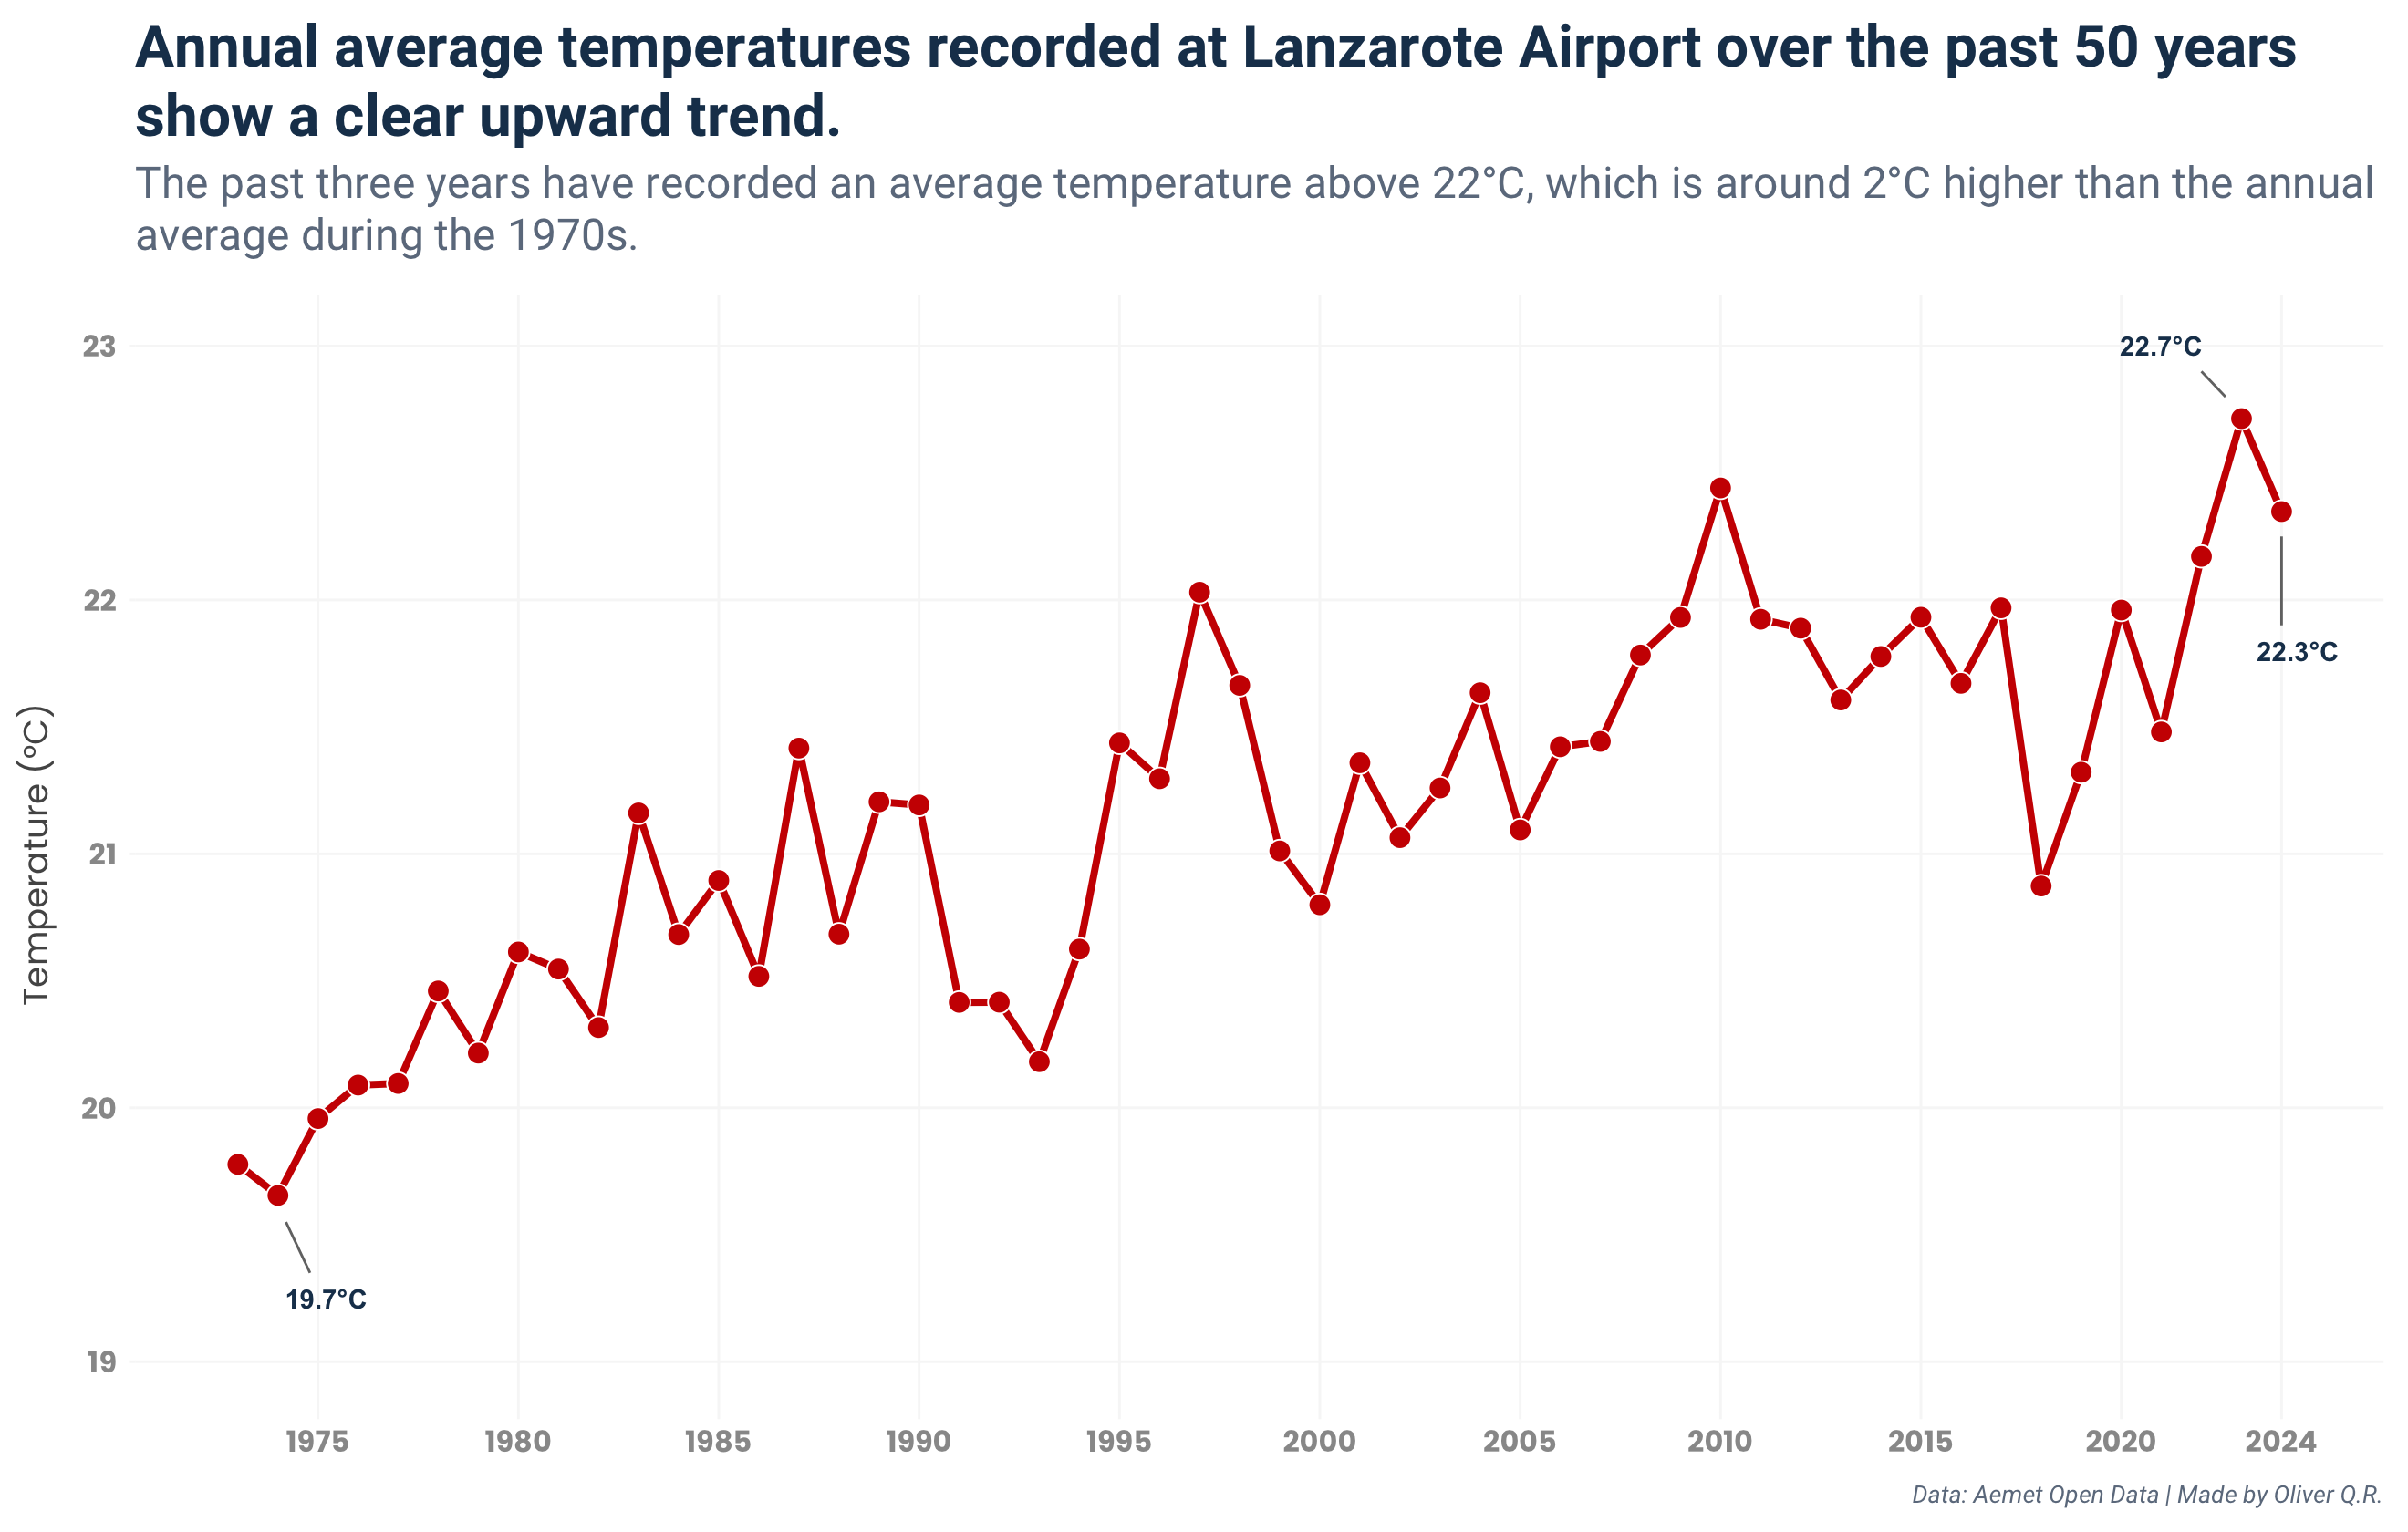 Annual average temperatures recorded at Lanzarote Airport over the past 50 years
show a clear upward trend.
The past three years have recorded an average temperature above 22°C, which is around 2°C higher than the annual
average during the 1970s.
23
22.7°C
22
22.3°C
Temperature (ºC)
21
20
19.7°C
19
1975 1980 1985 1990 1995 2000 2005 2010 2015 2020 2024
Data: Aemet Open Data | Made by Oliver Q.R.